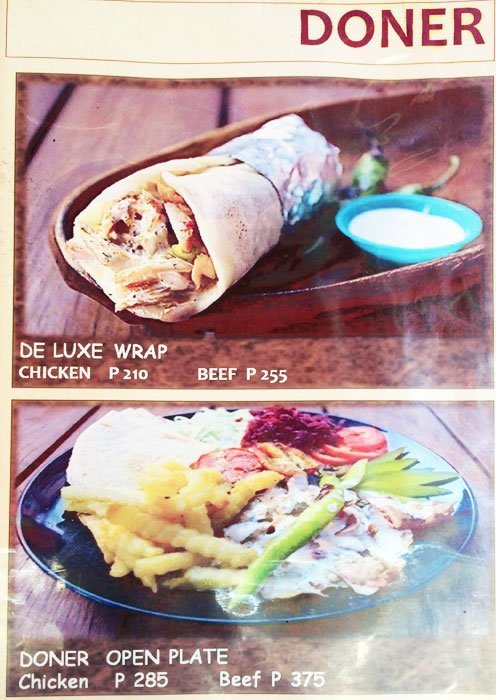 DONER
DE LUXE WRAP
CHICKEN P 210 BEEF P 255
DONER OPEN PLATE
Chicken P 285 Beef P 375